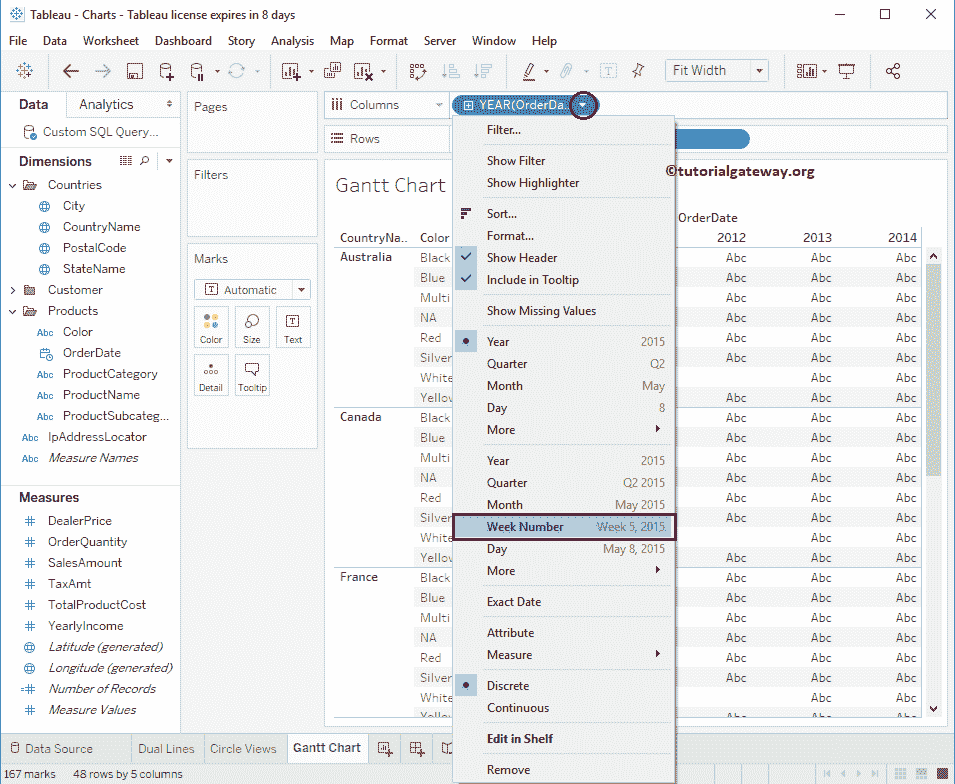 Tableau - Charts - Tableau license expires in 8 days
File Data Worksheet Dashboard Story Analysis Map Format Server Window Help
Fit Width
Data Analytics
Custom SQL Query...
Dimensions
Countries
City
CountryName
PostalCode
StateName
Customer
Products
Abc Color
OrderDate
Abc ProductCategory
Abc ProductName
Abc ProductSubcateg...
Abc IpAddressLocator
Abc Measure Names
Measures
# DealerPrice
# OrderQuantity
# SalesAmount
# TaxAmt
# TotalProductCost
# YearlyIncome
Latitude (generated)
Longitude (generated)
=# Number of Records
# Measure Values
Pages
Filters
Marks
Automatic
Color Size Text
Detail Tooltip
Columns YEAR(OrderDa..
Rows
©tutorialgateway.org
Gantt Chart
OrderDate
CountryNa.. Color 2012 2013 2014
Australia Black Abc Abc Abc
Blue Abc Abc Abc
Multi Abc Abc Abc
NA Abc Abc Abc
Red Abc Abc Abc
Silver Abc Abc Abc
White Abc Abc
Yellov Abc Abc Abc
Canada Black Abc Abc Abc
Blue Abc Abc Abc
Multi Abc Abc Abc
NA Abc Abc Abc
Red Abc Abc Abc
Silver Abc Abc Abc
White Abc Abc
Yellov Abc Abc Abc
France Black Abc Abc Abc
Blue Abc Abc Abc
Multi Abc Abc Abc
NA Abc Abc Abc
Red Abc Abc Abc
Silver Abc Abc Abc
White Abc Abc
Filter...
Show Filter
Show Highlighter
Sort...
Format...
Show Header
Include in Tooltip
Show Missing Values
Year 2015
Quarter Q2
Month May
Day 8
More
Year 2015
Quarter Q2 2015
Month May 2015
Week Number Week 5, 2015
Day May 8, 2015
More
Exact Date
Attribute
Measure
Discrete
Continuous
Edit in Shelf
Remove
Data Source Dual Lines Circle Views Gantt Chart
167 marks 48 rows by 5 columns